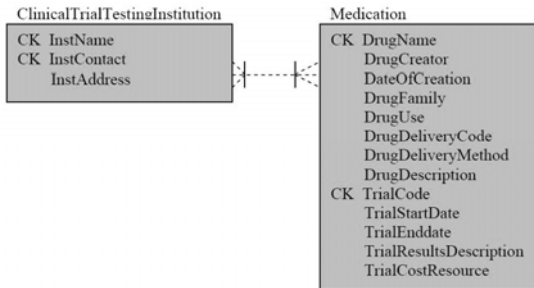 ClinicalTrialTestingInstitution
CK InstName
CK InstContact
InstAddress
Medication
CK DrugName
DrugCreator
DateOfCreation
DrugFamily
DrugUse
DrugDeliveryCode
DrugDeliveryMethod
DrugDescription
CK TrialCode
TrialStartDate
TrialEnddate
TrialResultsDescription
TrialCostResource